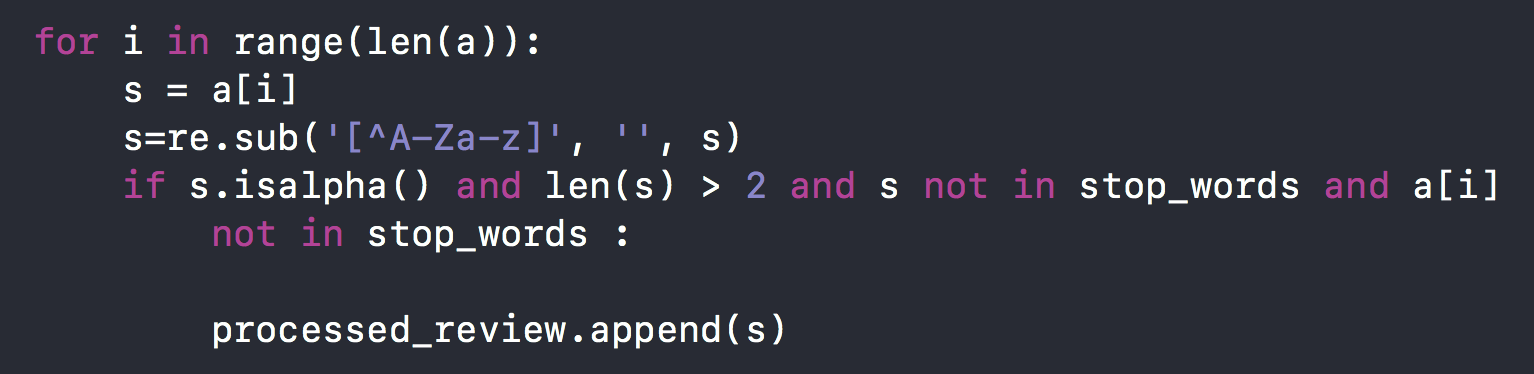 for i in range(len(a)):
    s = a[i]
    s=re.sub('[^A-Za-z]', '', s)
    if s.isalpha() and len(s) > 2 and s not in stop_words and a[i]
        not in stop_words :
        processed_review.append(s)